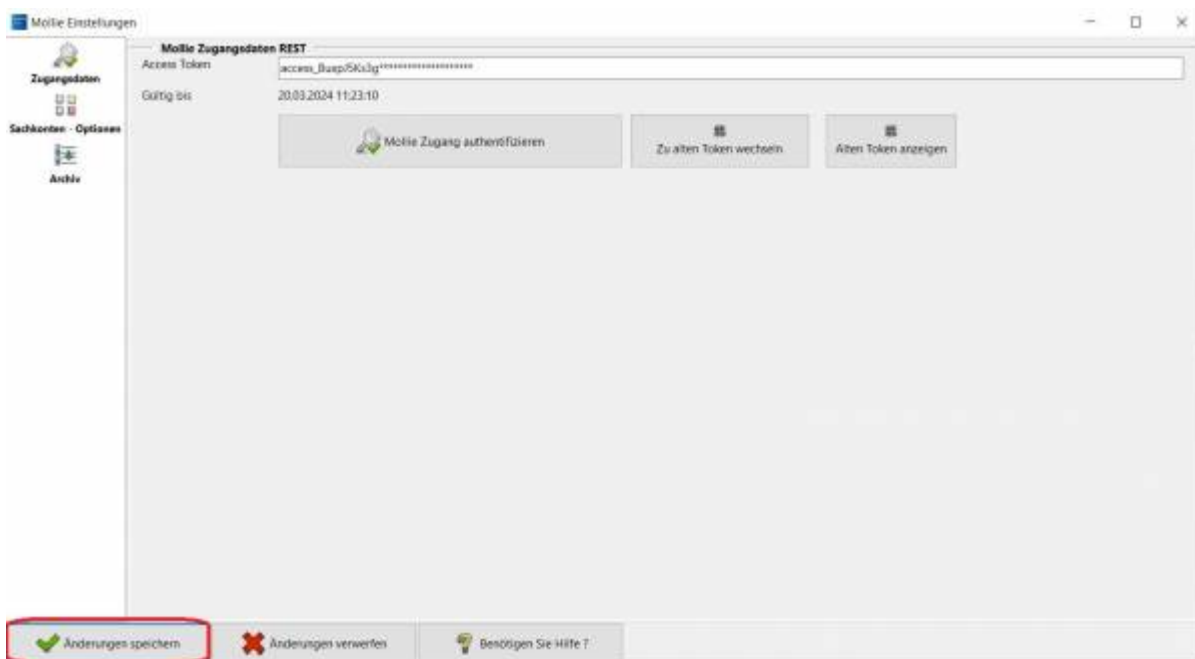 Mollie Einstellungen
Mollie Zugangsdaten REST
Zugangsdaten
Sachkonten - Optionen
Archiv
Access Token
Gültig bis
20.03.2024 11:23:10
Mollie Zugang authentifizieren
Zu alten Token wechseln
Alten Token anzeigen
Änderungen speichern
Änderungen verwerfen
Benötigen Sie Hilfe ?